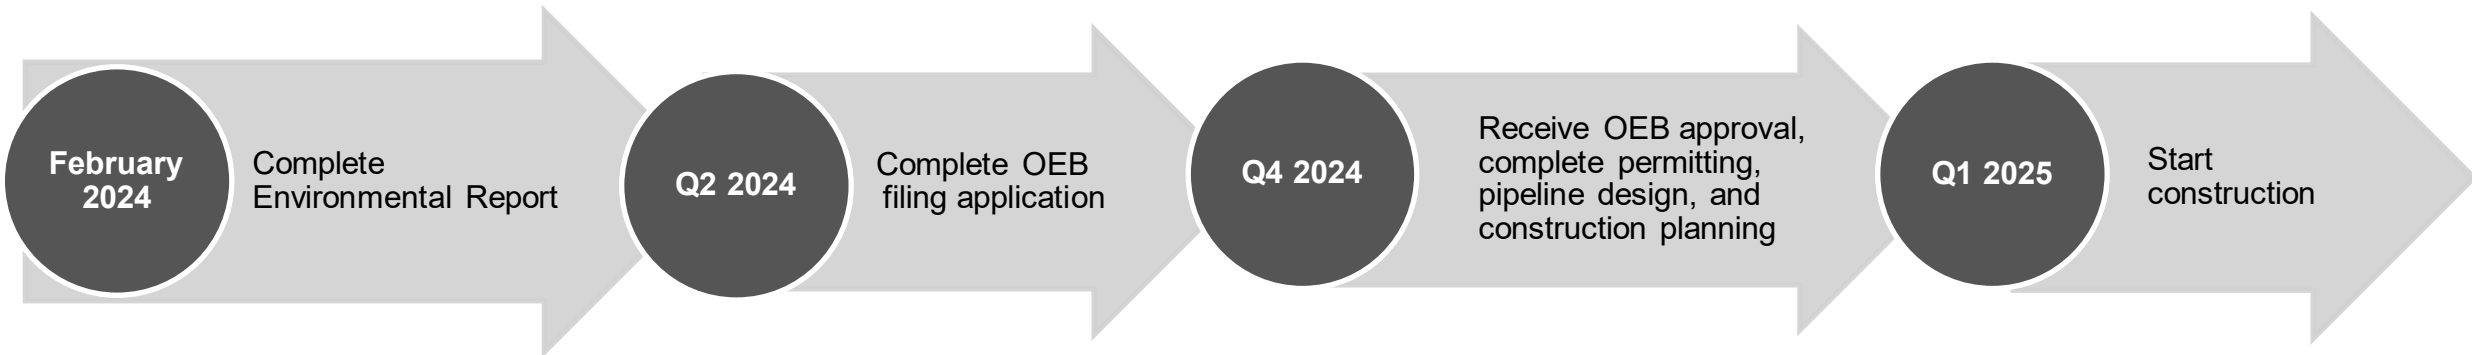 February
2024
Complete
Environmental Report
Q2 2024
Complete OEB
filing application
Q4 2024
Receive OEB approval,
complete permitting,
pipeline design, and
construction planning
Q1 2025
Start
construction